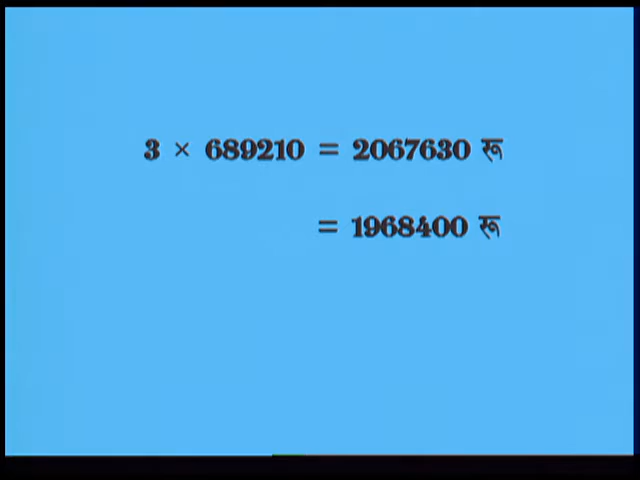 3 × 689210 = 2067630 रू
= 1968400 रू